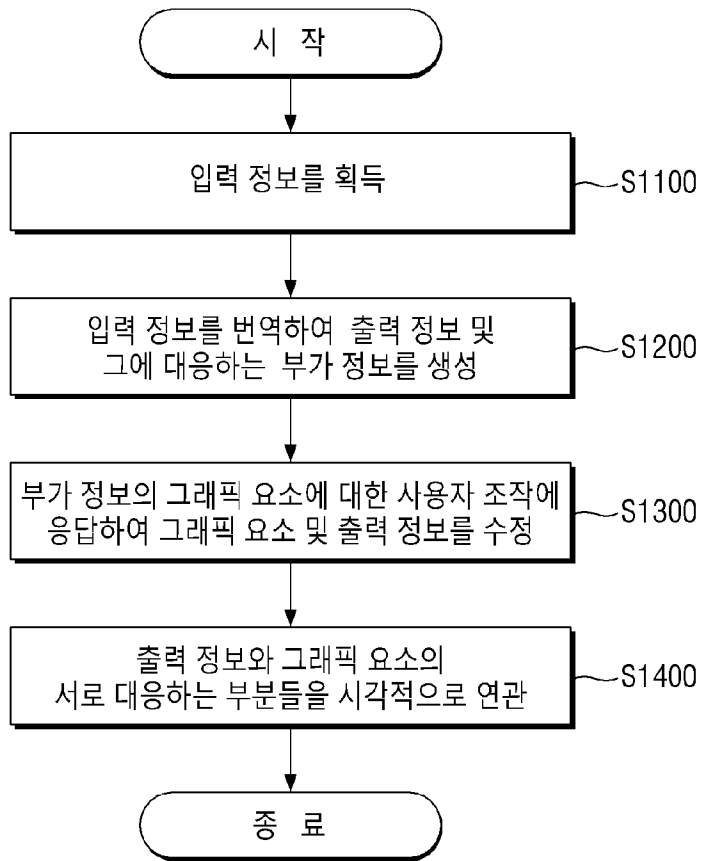 시 작
입력 정보를 획득
S1100
입력 정보를 번역하여 출력 정보 및
그에 대응하는 부가 정보를 생성
S1200
부가 정보의 그래픽 요소에 대한 사용자 조작에
응답하여 그래픽 요소 및 출력 정보를 수정
S1300
출력 정보와 그래픽 요소의
서로 대응하는 부분들을 시각적으로 연관
S1400
종 료